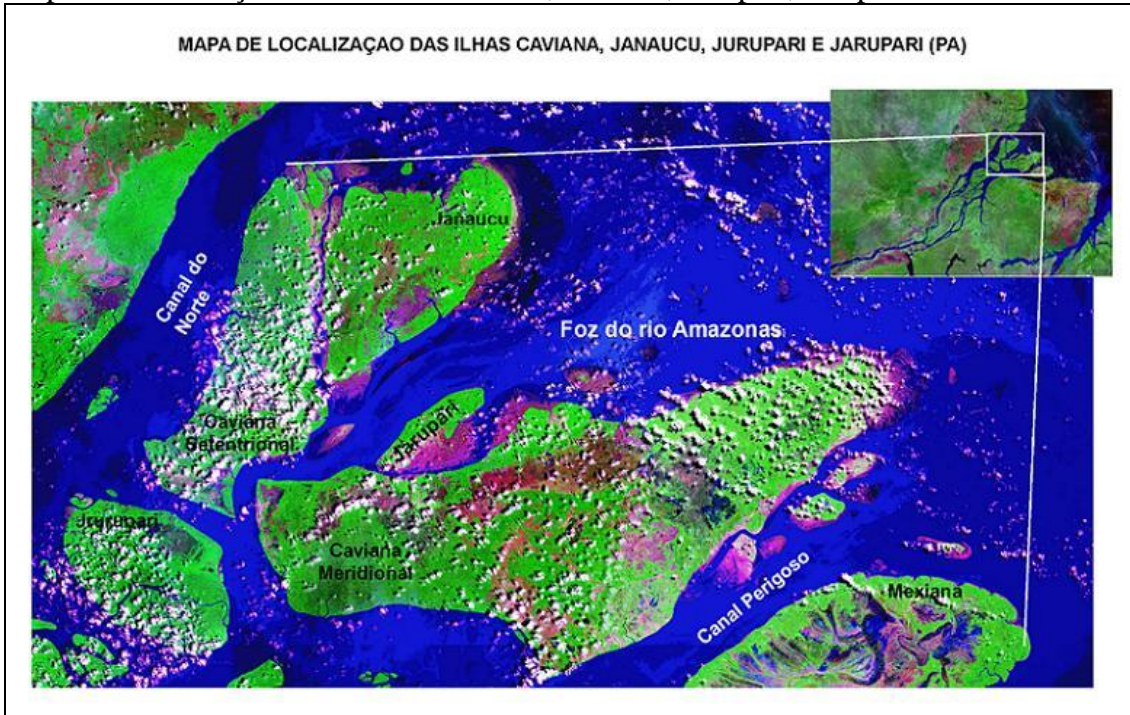 MAPA DE LOCALIZAÇAO DAS ILHAS CAVIANA, JANAUCU, JURUPARI E JARUPARI (PA)
Janaucu
Canal do
Norte
Foz do rio Amazonas
Jarupari
Caviana
Setentrional
Jrurupari
Caviana
Meridional
Canal Perigoso
Mexiana